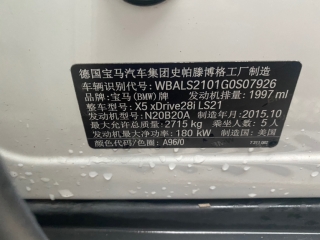 德国宝马汽车集团史帕滕博格工厂制造
车辆识别代号: WBALS2101G0S07926
品牌: 宝马(BMW)牌 发动机排量: 1997 ml
整车型号: X5 xDrive28i LS21
发动机型号: N20B20A 制造年月: 2015.10
最大允许总质量: 2715 kg 乘坐人数: 5 人
发动机最大净功率: 180 kW 制造国: 美国
颜色代码/色圈: A96/0